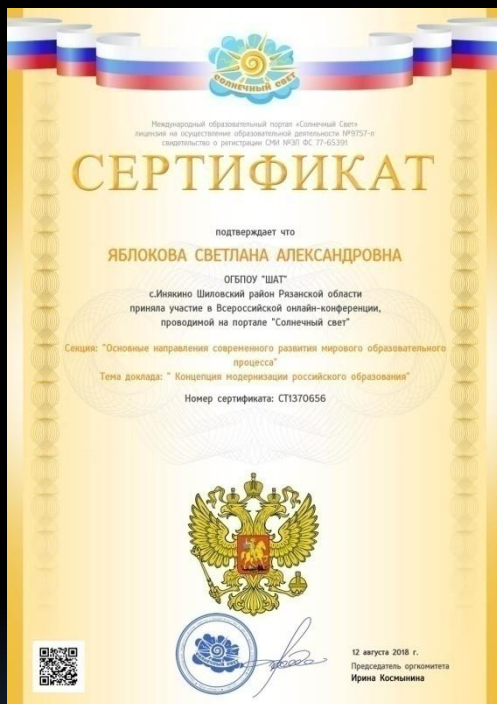 СОЛНЕЧНЫЙ СВЕТ
Международный образовательный портал «Солнечный Свет»
лицензия на осуществление образовательной деятельности №9757-л
свидетельство о регистрации СМИ №ЭЛ ФС 77-65391
СЕРТИФИКАТ
подтверждает что
ЯБЛОКОВА СВЕТЛАНА АЛЕКСАНДРОВНА
ОГБПОУ "ШАТ"
с.Инякино Шиловский район Рязанской области
приняла участие в Всероссийской онлайн-конференции,
проводимой на портале "Солнечный свет"
Секция: "Основные направления современного развития мирового образовательного
процесса"
Тема доклада: " Концепция модернизации российского образования"
Номер сертификата: СТ1370656
12 августа 2018 г.
Председатель оргкомитета
Ирина Космынина